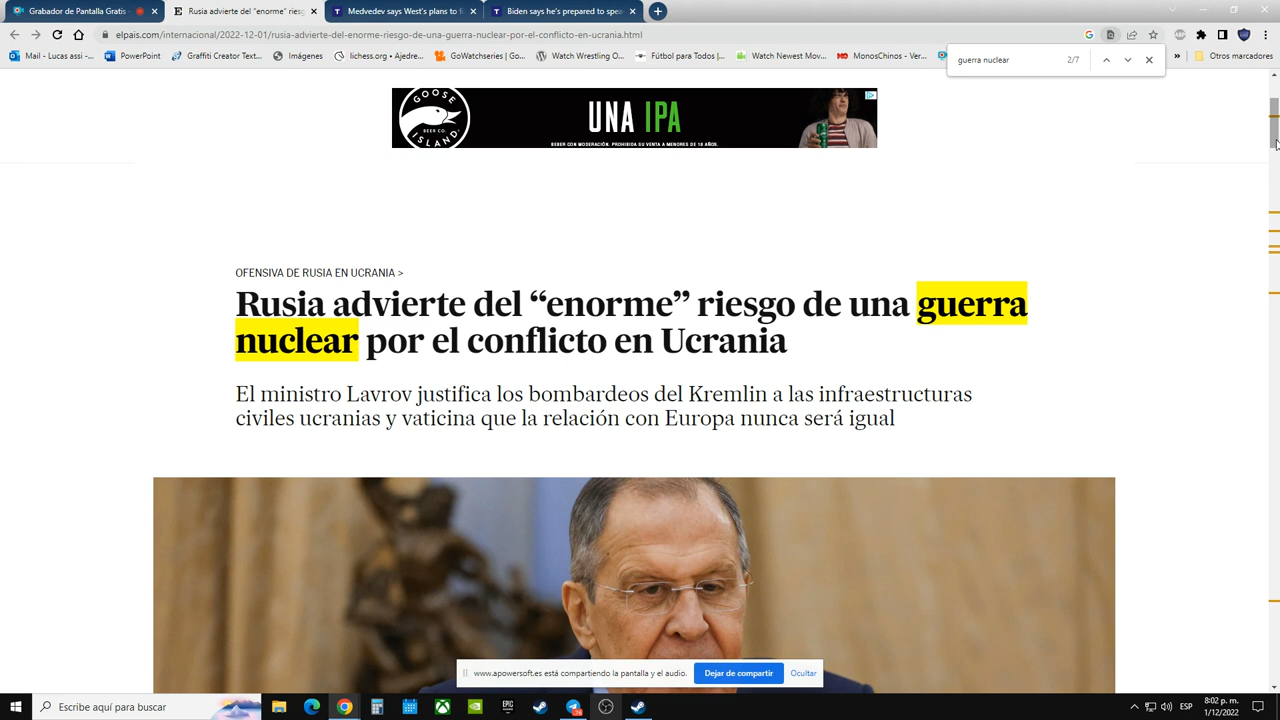 Grabador de Pantalla Gratis –
Rusia advierte del "enorme" riesg
Medvedev says West's plans to fl
Biden says he's prepared to spea
elpais.com/internacional/2022-12-01/rusia-advierte-del-enorme-riesgo-de-una-guerra-nuclear-por-el-conflicto-en-ucrania.html
Mail - Lucas assi -...
PowerPoint
Graffiti Creator Text...
Instagram
lichess.org • Ajedre...
GoWatchseries | Go...
Watch Wrestling O...
Fútbol para Todos |...
Watch Newest Mov...
MonosChinos - Ver...
»
Otros marcadores
guerra nuclear
2/7
GOOSE
BEER CO.
ISLAND
UNA IPA
BEBER CON MODERACIÓN. PROHIBIDA SU VENTA A MENORES DE 18 AÑOS.
OFENSIVA DE RUSIA EN UCRANIA >
Rusia advierte del “enorme” riesgo de una guerra
nuclear por el conflicto en Ucrania
El ministro Lavrov justifica los bombardeos del Kremlin a las infraestructuras
civiles ucranias y vaticina que la relación con Europa nunca será igual
www.apowersoft.es está compartiendo la pantalla y el audio.
Dejar de compartir
Ocultar
Escribe aquí para buscar
EPIC
ESP
8:02 p. m.
1/12/2022